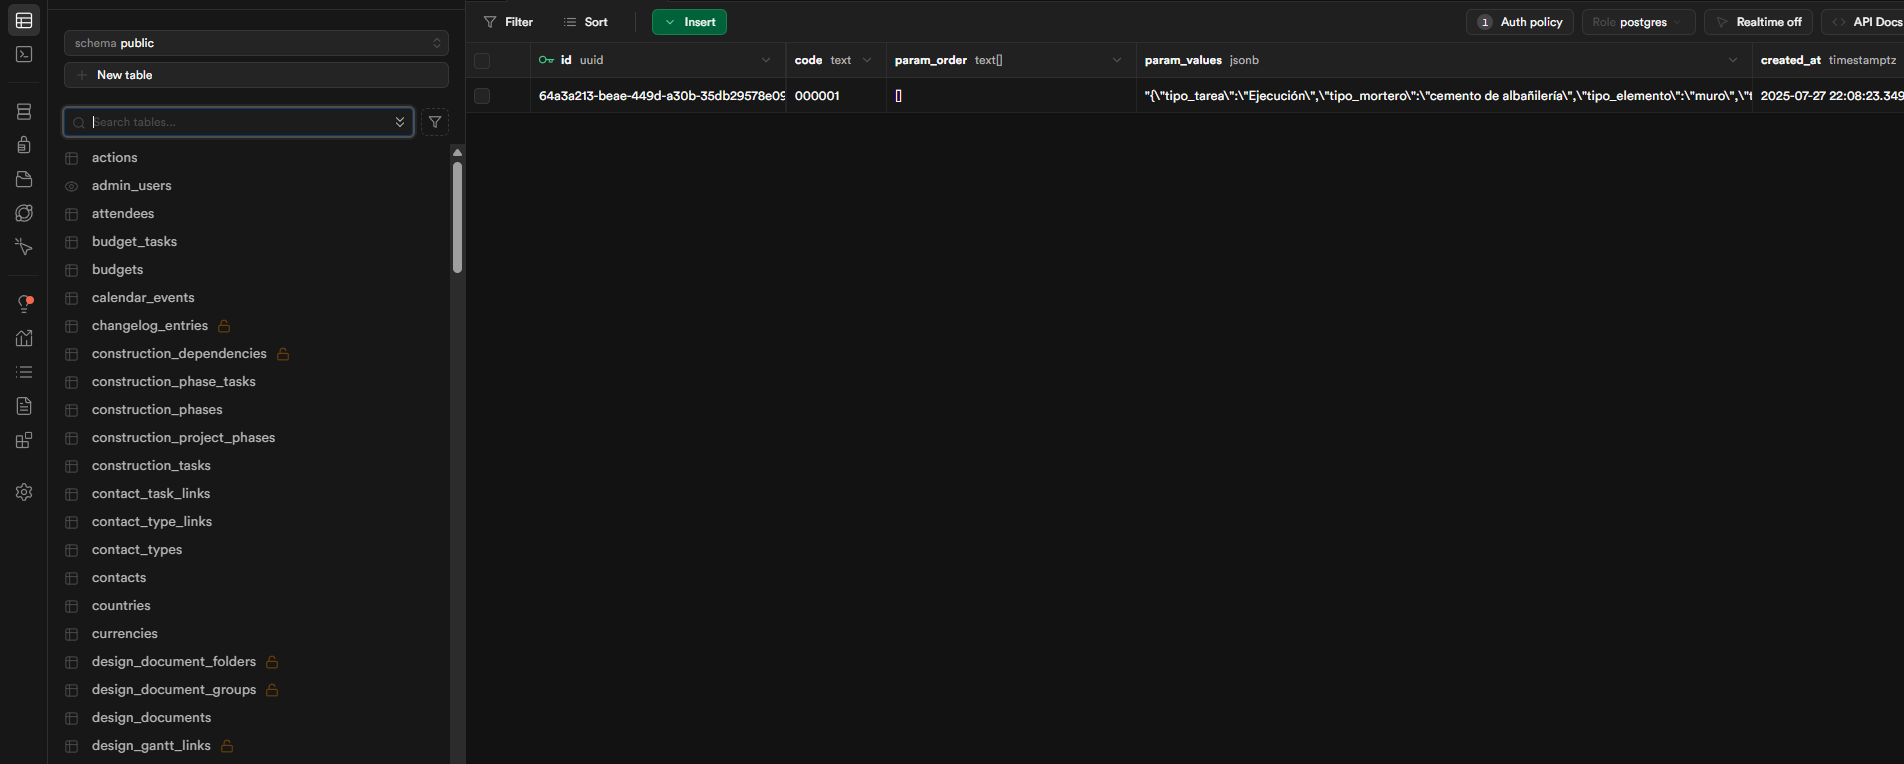 schema public
New table
Search tables...
actions
admin_users
attendees
budget_tasks
budgets
calendar_events
changelog_entries
construction_dependencies
construction_phase_tasks
construction_phases
construction_project_phases
construction_tasks
contact_task_links
contact_type_links
contact_types
contacts
countries
currencies
design_document_folders
design_document_groups
design_documents
design_gantt_links
Filter Sort Insert 1 Auth policy Role postgres Realtime off API Docs
id uuid code text param_order text[] param_values jsonb created_at timestamptz
64a3a213-beae-449d-a30b-35db29578e09 000001 [] "{\"tipo_tarea\":\"Ejecución\",\"tipo_mortero\":\"cemento de albañilería\",\"tipo_elemento\":\"muro\",\"t 2025-07-27 22:08:23.349